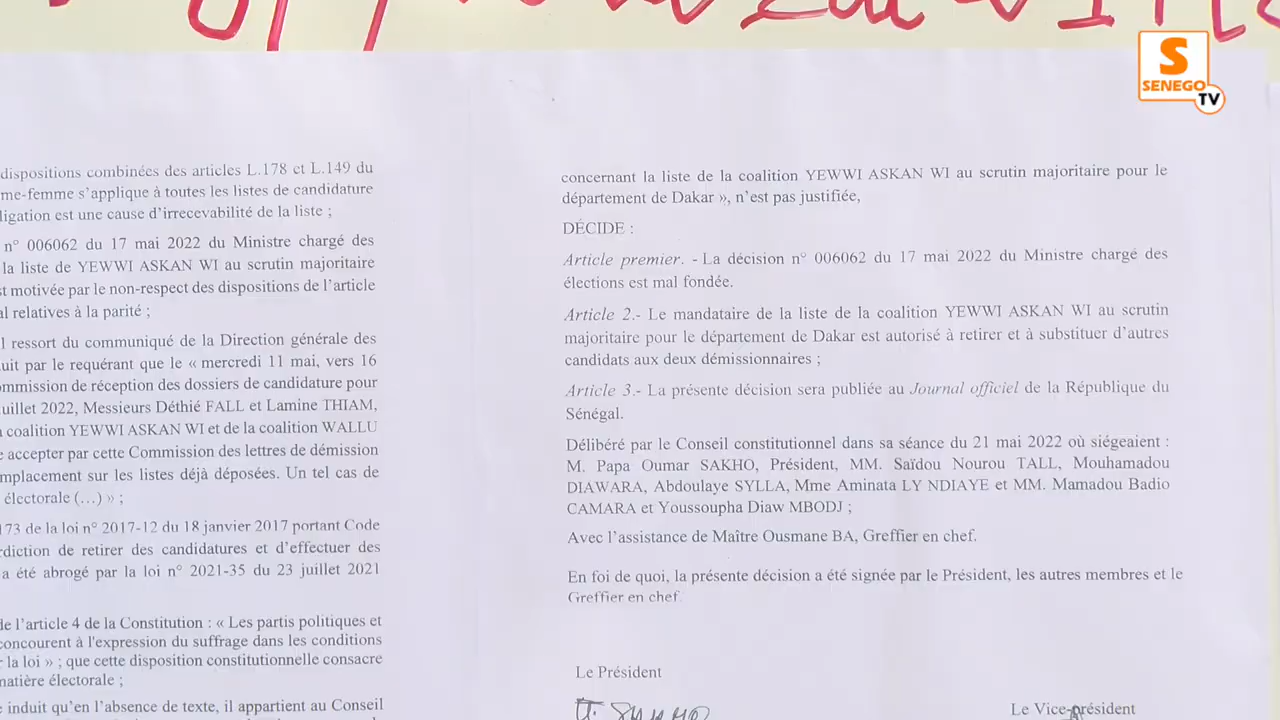 SENEGO
TV
dispositions combinées des articles L.178 et L.149 du
me-femme s'applique à toutes les listes de candidature
ligation est une cause d'irrecevabilité de la liste ;
n° 006062 du 17 mai 2022 du Ministre chargé des
la liste de YEWWI ASKAN WI au scrutin majoritaire
st motivée par le non-respect des dispositions de l'article
al relatives à la parité ;
l ressort du communiqué de la Direction générale des
uit par le requérant que le « mercredi 11 mai, vers 16
ommission de réception des dossiers de candidature pour
uillet 2022, Messieurs Déthié FALL et Lamine THIAM,
a coalition YEWWI ASKAN WI et de la coalition WALLU
e accepter par cette Commission des lettres de démission
mplacement sur les listes déjà déposées. Un tel cas de
électorale (...) » ;
173 de la loi n° 2017-12 du 18 janvier 2017 portant Code
rdiction de retirer des candidatures et d'effectuer des
a été abrogé par la loi n° 2021-35 du 23 juillet 2021
de l'article 4 de la Constitution : « Les partis politiques et
concourent à l'expression du suffrage dans les conditions
r la loi » ; que cette disposition constitutionnelle consacre
matière électorale ;
e induit qu'en l'absence de texte, il appartient au Conseil
concernant la liste de la coalition YEWWI ASKAN WI au scrutin majoritaire pour le
département de Dakar », n'est pas justifiée,
DÉCIDE :
Article premier. - La décision n° 006062 du 17 mai 2022 du Ministre chargé des
élections est mal fondée.
Article 2.- Le mandataire de la liste de la coalition YEWWI ASKAN WI au scrutin
majoritaire pour le département de Dakar est autorisé à retirer et à substituer d'autres
candidats aux deux démissionnaires ;
Article 3.- La présente décision sera publiée au Journal officiel de la République du
Sénégal.
Délibéré par le Conseil constitutionnel dans sa séance du 21 mai 2022 où siégeaient :
M. Papa Oumar SAKHO, Président, MM. Saïdou Nourou TALL, Mouhamadou
DIAWARA, Abdoulaye SYLLA, Mme Aminata LY NDIAYE et MM. Mamadou Badio
CAMARA et Youssoupha Diaw MBODJ ;
Avec l'assistance de Maître Ousmane BA, Greffier en chef.
En foi de quoi, la présente décision a été signée par le Président, les autres membres et le
Greffier en chef.
Le Président
Le Vice-président